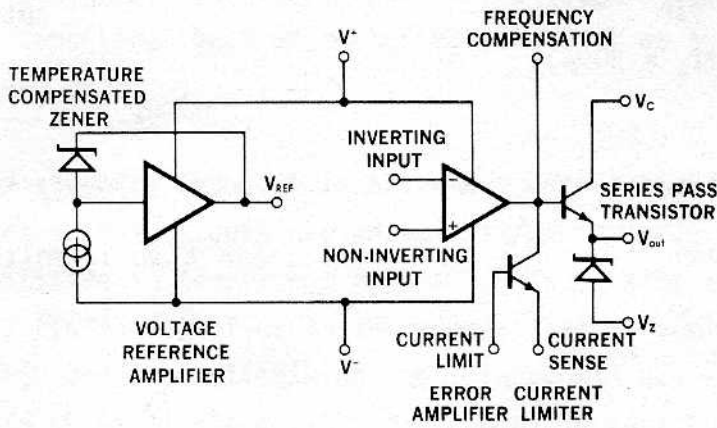 FREQUENCY
COMPENSATION
V+
TEMPERATURE
COMPENSATED
ZENER
VC
INVERTING
INPUT
VREF
−
+
SERIES PASS
TRANSISTOR
Vout
NON-INVERTING
INPUT
VOLTAGE
REFERENCE
AMPLIFIER
V−
CURRENT
LIMIT
CURRENT
SENSE
VZ
ERROR
AMPLIFIER
CURRENT
LIMITER